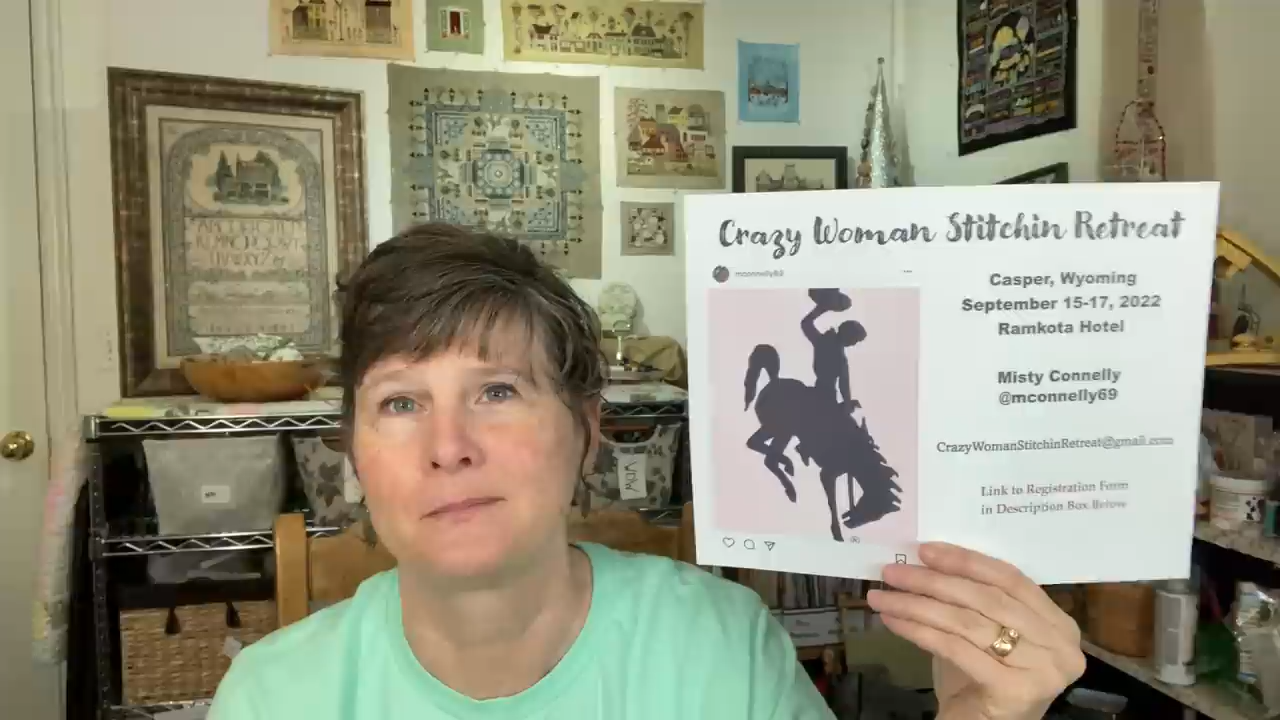 Crazy Woman Stitchin Retreat
mconnelly69
Casper, Wyoming
September 15-17, 2022
Ramkota Hotel
Misty Connelly
@mconnelly69
CrazyWomanStitchinRetreat@gmail.com
Link to Registration Form
in Description Box Below